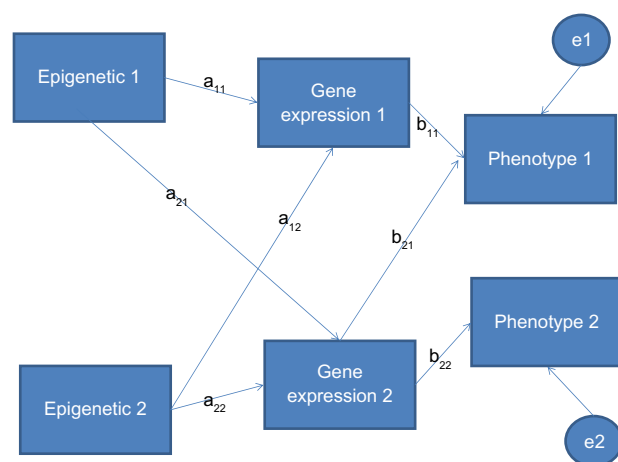 e1
Epigenetic 1
a11
Gene
expression 1
b11
Phenotype 1
a21
a12
b21
Phenotype 2
Gene
expression 2
b22
Epigenetic 2
a22
e2